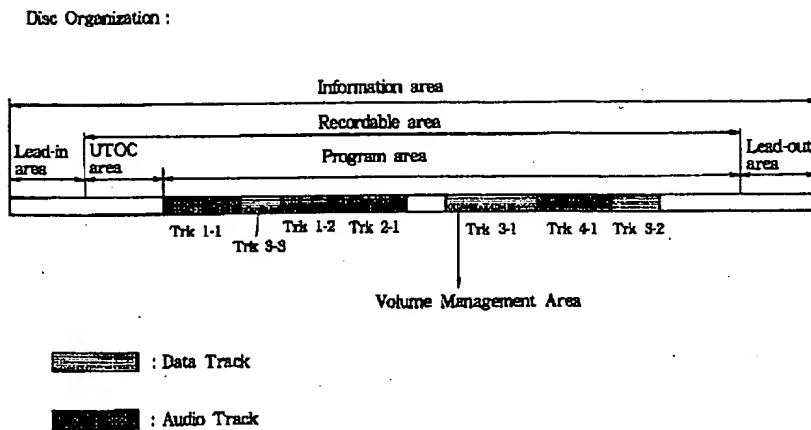 Disc Organization :
Information area
Recordable area
Lead-in area
UTOC area
Program area
Lead-out area
Trk 1-1
Trk 3-3
Trk 1-2
Trk 2-1
Trk 3-1
Trk 4-1
Trk 3-2
Volume Management Area
: Data Track
: Audio Track